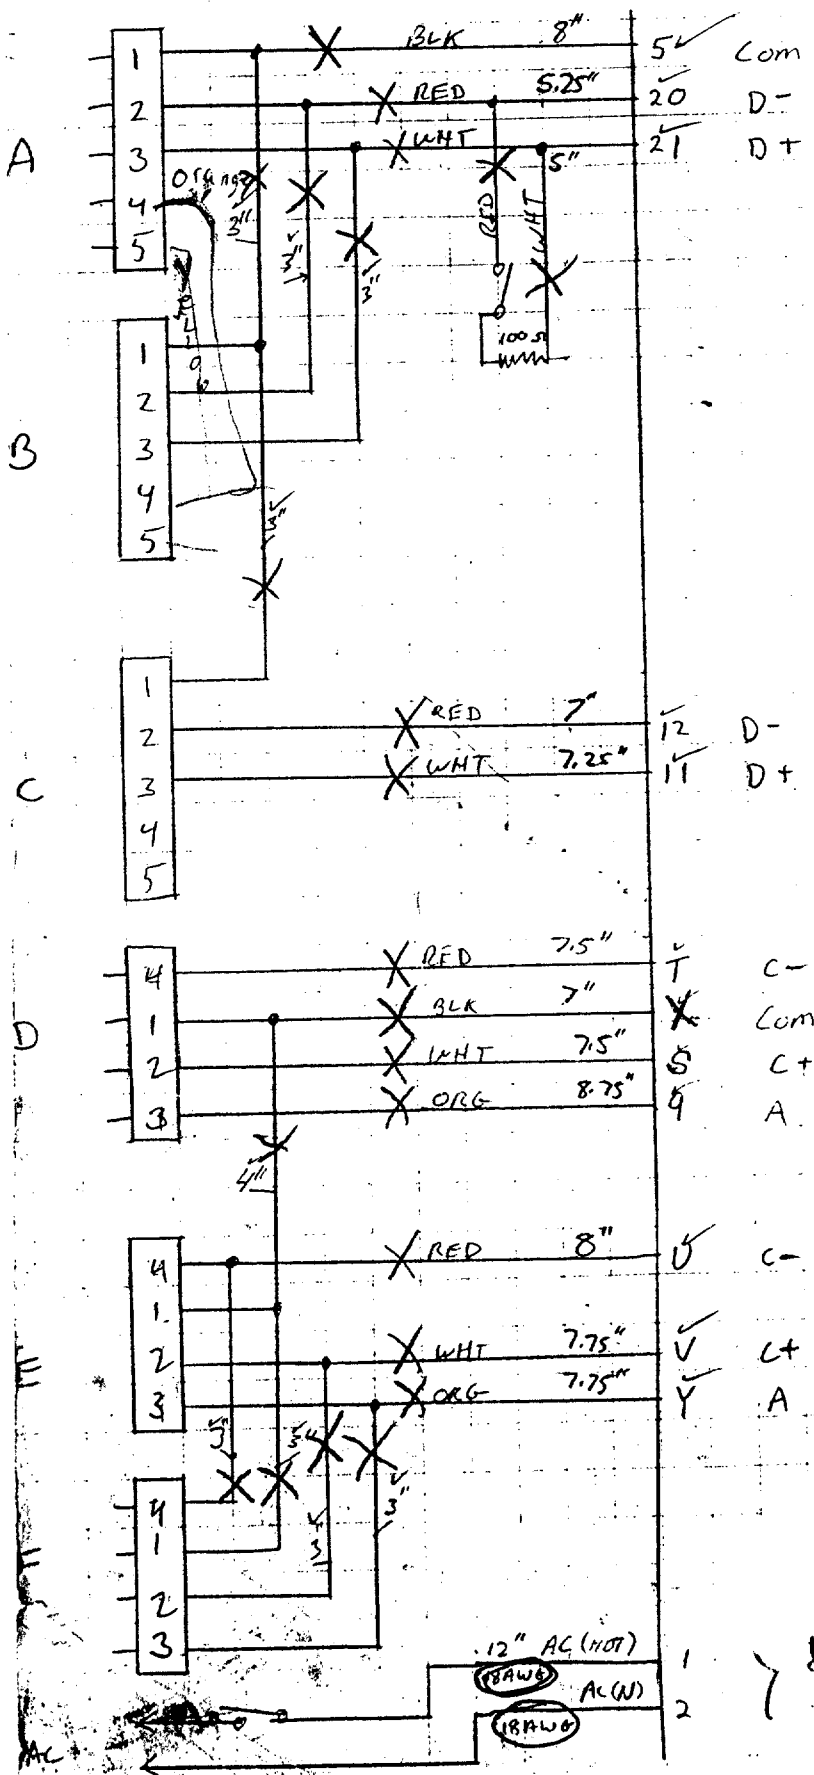 1 BLK 8" 5 Com
2 RED 5.25" 20 D-
A 3 WHT 21 D+
4 Orange 5"
5 3" RED WHT
3" 3"
1 100Ω
2
B 3
4
5 3"
1
2 RED 7" 12 D-
C 3 WHT 7.25" 11 D+
4
5
4 RED 7.5" T C-
D 1 BLK 7" X Com
2 WHT 7.5" S C+
3 ORG 8.75" 9 A
4"
4 RED 8" U C-
1
E 2 WHT 7.75" V C+
3 ORG 7.75" Y A
3" 3"
4 3"
F 1 3
2
3
12" AC (HOT) 1
18AWG
AC(N) 2
18AWG
AC